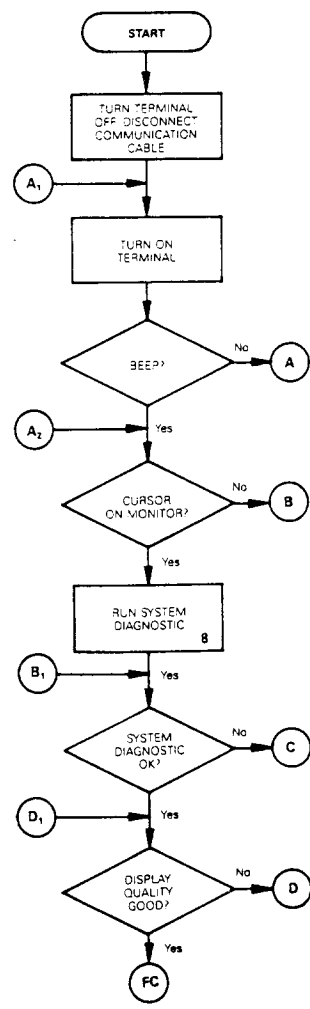 START
TURN TERMINAL
OFF. DISCONNECT
COMMUNICATION
CABLE
A₁
TURN ON
TERMINAL
BEEP?
No
A
A₂
Yes
CURSOR
ON MONITOR?
No
B
Yes
RUN SYSTEM
DIAGNOSTIC
8
B₁
Yes
SYSTEM
DIAGNOSTIC
OK?
No
C
D₁
Yes
DISPLAY
QUALITY
GOOD?
No
D
Yes
FC